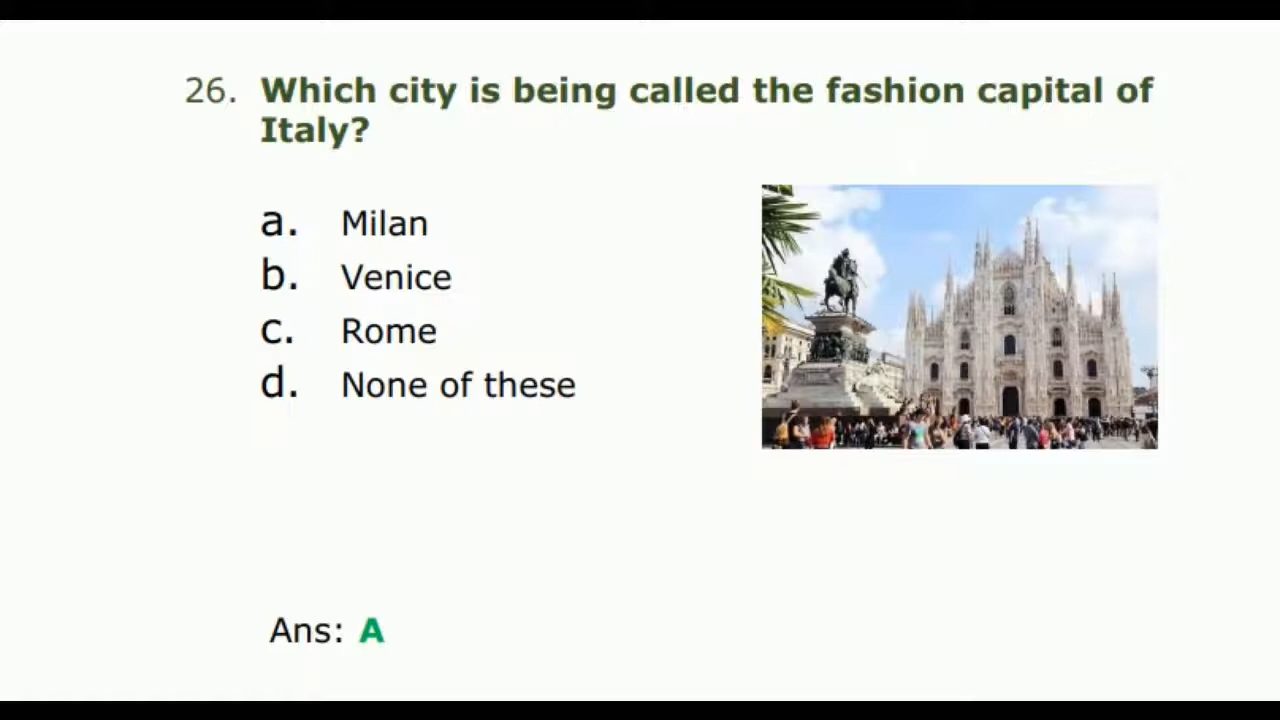 26. Which city is being called the fashion capital of
Italy?
a. Milan
b. Venice
c. Rome
d. None of these
Ans: A